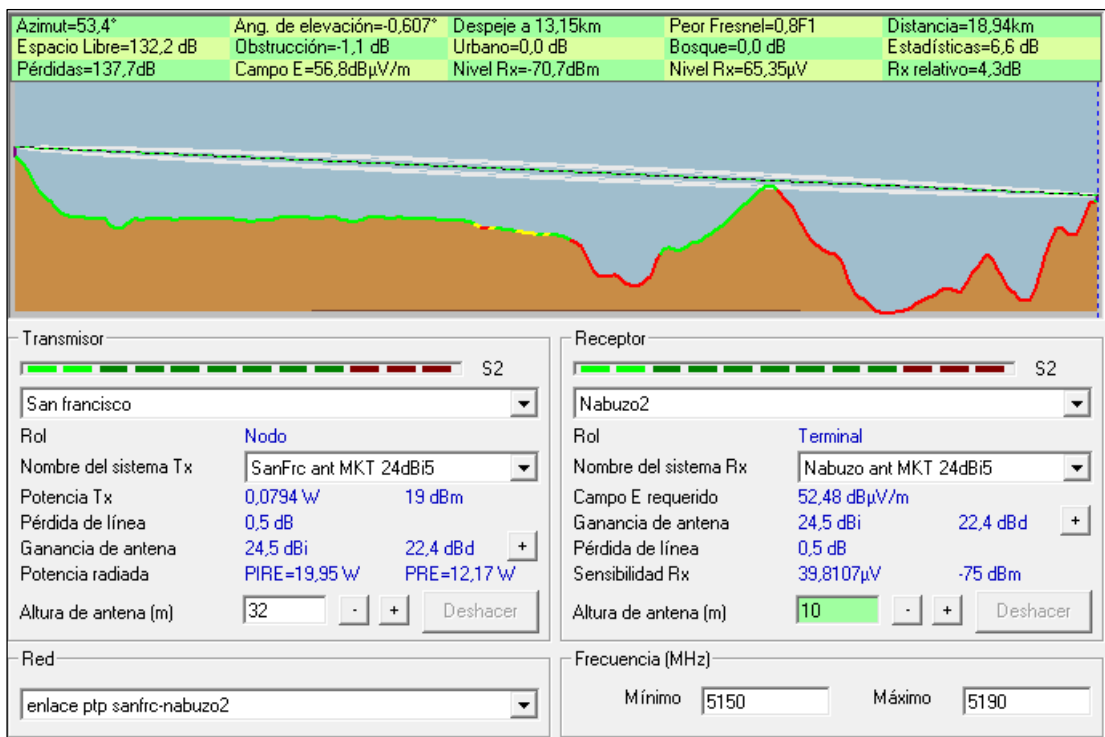 Azimut=53,4° Ang. de elevación=-0,607° Despeje a 13,15km Peor Fresnel=0,8F1 Distancia=18,94km
Espacio Libre=132,2 dB Obstrucción=-1,1 dB Urbano=0,0 dB Bosque=0,0 dB Estadísticas=6,6 dB
Pérdidas=137,7dB Campo E=56,8dBµV/m Nivel Rx=-70,7dBm Nivel Rx=65,35µV Rx relativo=4,3dB
Transmisor
S2
San francisco
Rol Nodo
Nombre del sistema Tx SanFrc ant MKT 24dBi5
Potencia Tx 0,0794 W 19 dBm
Pérdida de línea 0,5 dB
Ganancia de antena 24,5 dBi 22,4 dBd +
Potencia radiada PIRE=19,95 W PRE=12,17 W
Altura de antena (m) 32 - + Deshacer
Receptor
S2
Nabuzo2
Rol Terminal
Nombre del sistema Rx Nabuzo ant MKT 24dBi5
Campo E requerido 52,48 dBµV/m
Ganancia de antena 24,5 dBi 22,4 dBd +
Pérdida de línea 0,5 dB
Sensibilidad Rx 39,8107µV -75 dBm
Altura de antena (m) 10 - + Deshacer
Red
enlace ptp sanfrc-nabuzo2
Frecuencia (MHz)
Mínimo 5150 Máximo 5190